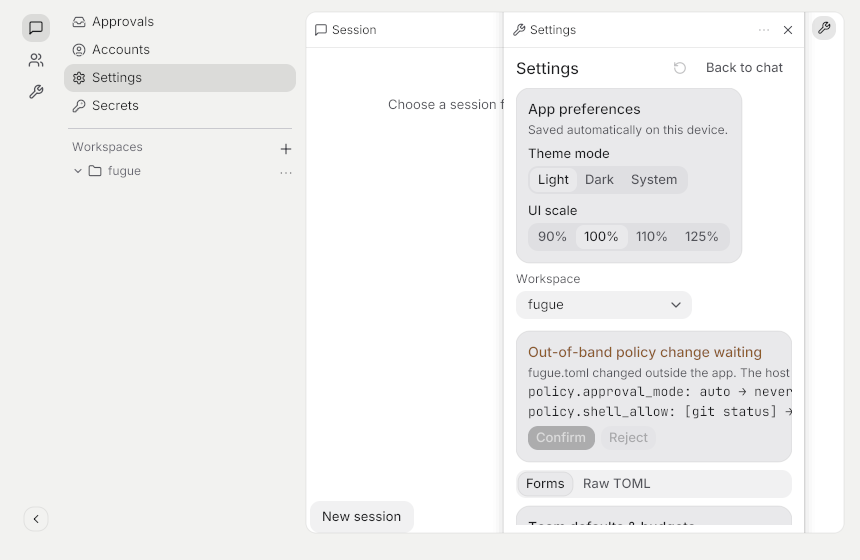 Approvals
Accounts
Settings
Secrets
Workspaces
fugue
Session
Choose a session f
New session
Settings
Settings
Back to chat
App preferences
Saved automatically on this device.
Theme mode
Light Dark System
UI scale
90% 100% 110% 125%
Workspace
fugue
Out-of-band policy change waiting
fugue.toml changed outside the app. The host
policy.approval_mode: auto → never
policy.shell_allow: [git status] →
Confirm Reject
Forms Raw TOML
Team defaults & budgets